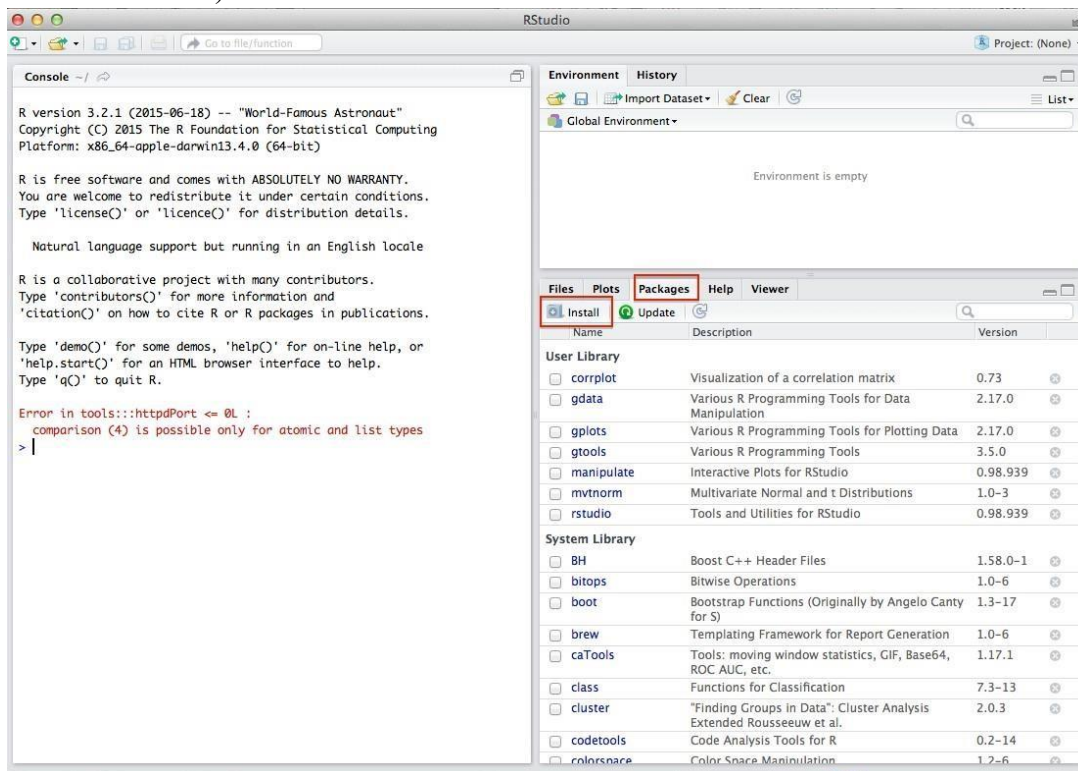 RStudio
Go to file/function
Project: (None)
Console ~/
R version 3.2.1 (2015-06-18) -- "World-Famous Astronaut"
Copyright (C) 2015 The R Foundation for Statistical Computing
Platform: x86_64-apple-darwin13.4.0 (64-bit)
R is free software and comes with ABSOLUTELY NO WARRANTY.
You are welcome to redistribute it under certain conditions.
Type 'license()' or 'licence()' for distribution details.
Natural language support but running in an English locale
R is a collaborative project with many contributors.
Type 'contributors()' for more information and
'citation()' on how to cite R or R packages in publications.
Type 'demo()' for some demos, 'help()' for on-line help, or
'help.start()' for an HTML browser interface to help.
Type 'q()' to quit R.
Error in tools:::httpdPort <= 0L :
comparison (4) is possible only for atomic and list types
>
Environment History
Import Dataset Clear List
Global Environment
Environment is empty
Files Plots Packages Help Viewer
Install Update
Name Description Version
User Library
corrplot Visualization of a correlation matrix 0.73
gdata Various R Programming Tools for Data 2.17.0
Manipulation
gplots Various R Programming Tools for Plotting Data 2.17.0
gtools Various R Programming Tools 3.5.0
manipulate Interactive Plots for RStudio 0.98.939
mvtnorm Multivariate Normal and t Distributions 1.0-3
rstudio Tools and Utilities for RStudio 0.98.939
System Library
BH Boost C++ Header Files 1.58.0-1
bitops Bitwise Operations 1.0-6
boot Bootstrap Functions (Originally by Angelo Canty 1.3-17
for S)
brew Templating Framework for Report Generation 1.0-6
caTools Tools: moving window statistics, GIF, Base64, 1.17.1
ROC AUC, etc.
class Functions for Classification 7.3-13
cluster "Finding Groups in Data": Cluster Analysis 2.0.3
Extended Rousseeuw et al.
codetools Code Analysis Tools for R 0.2-14
colorspace Color Space Manipulation 1.2-6